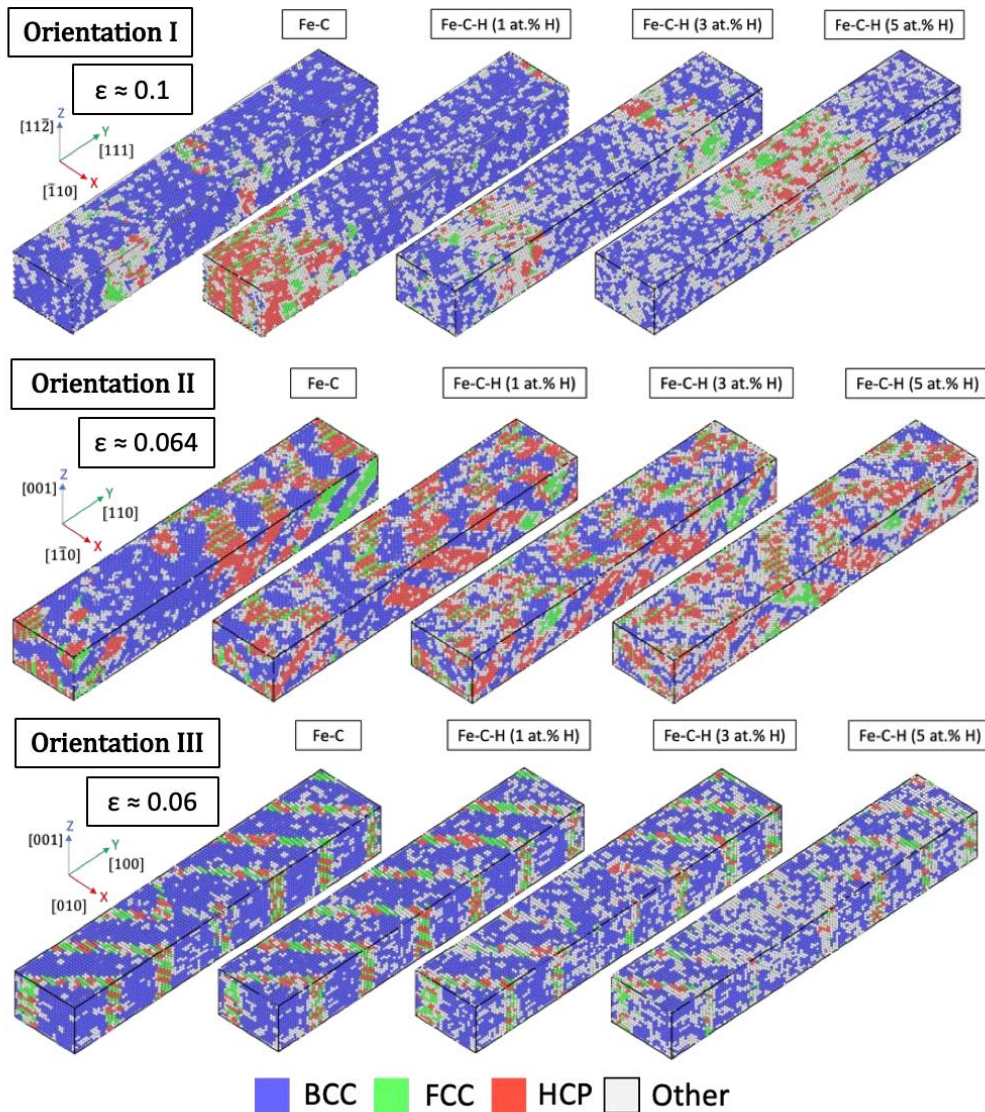 Orientation I
Fe-C
Fe-C-H (1 at.% H)
Fe-C-H (3 at.% H)
Fe-C-H (5 at.% H)
ε ≈ 0.1
Z
[112̅]
Y
[111]
X
[1̅10]
Orientation II
Fe-C
Fe-C-H (1 at.% H)
Fe-C-H (3 at.% H)
Fe-C-H (5 at.% H)
ε ≈ 0.064
Z
[001]
Y
[110]
X
[11̅0]
Orientation III
Fe-C
Fe-C-H (1 at.% H)
Fe-C-H (3 at.% H)
Fe-C-H (5 at.% H)
ε ≈ 0.06
Z
[001]
Y
[100]
X
[010]
BCC FCC HCP Other